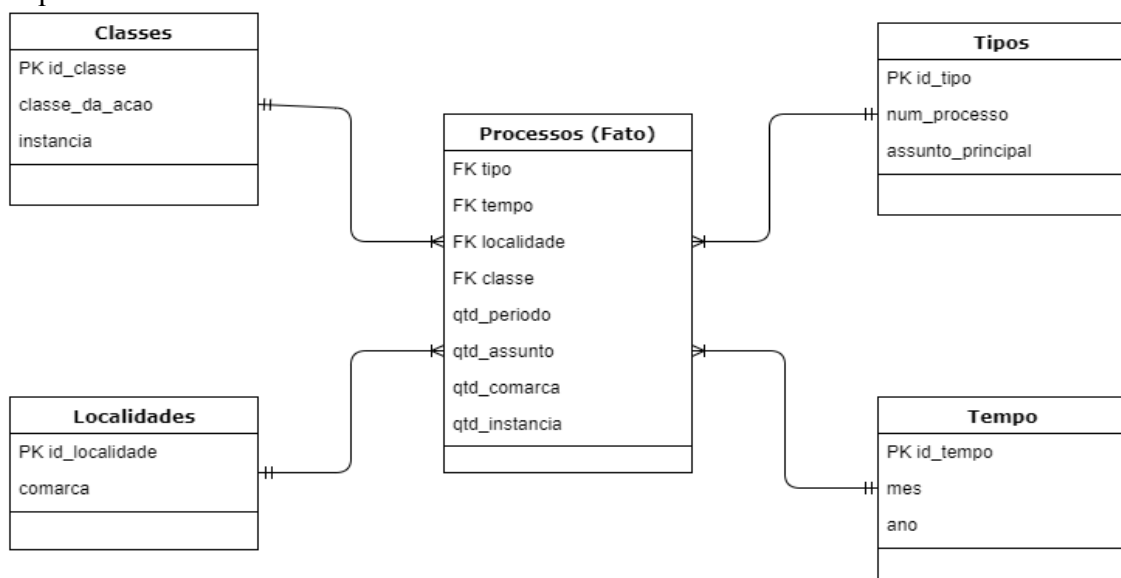 Classes
PK id_classe
classe_da_acao
instancia
Tipos
PK id_tipo
num_processo
assunto_principal
Processos (Fato)
FK tipo
FK tempo
FK localidade
FK classe
qtd_periodo
qtd_assunto
qtd_comarca
qtd_instancia
Localidades
PK id_localidade
comarca
Tempo
PK id_tempo
mes
ano